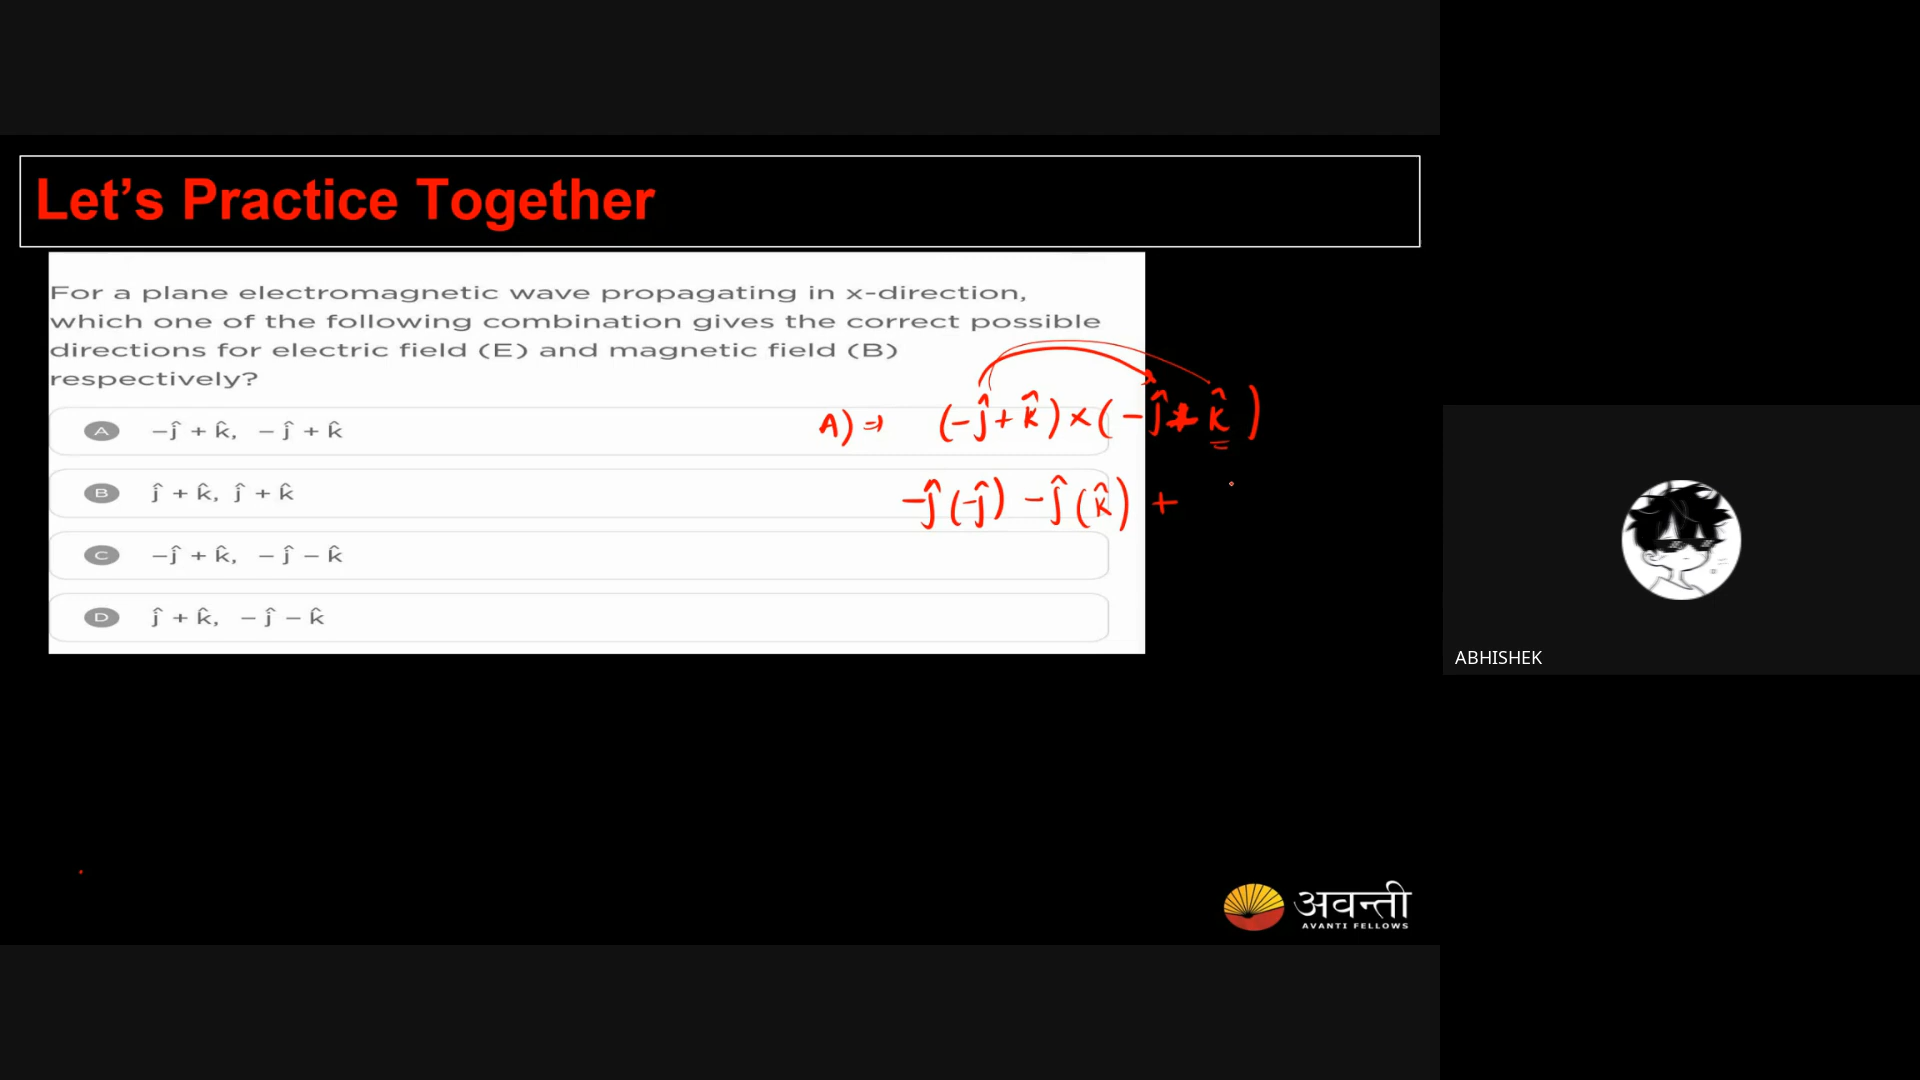 Let's Practice Together
For a plane electromagnetic wave propagating in x-direction,
which one of the following combination gives the correct possible
directions for electric field (E) and magnetic field (B)
respectively?
A −ĵ + k̂, − ĵ + k̂
A) ⇒ (−ĵ + k̂) × (−ĵ + k̂)
B ĵ + k̂, ĵ + k̂
−ĵ (−ĵ) − ĵ (k̂) +
C −ĵ + k̂, − ĵ − k̂
D ĵ + k̂, − ĵ − k̂
ABHISHEK
अवन्ती
AVANTI FELLOWS